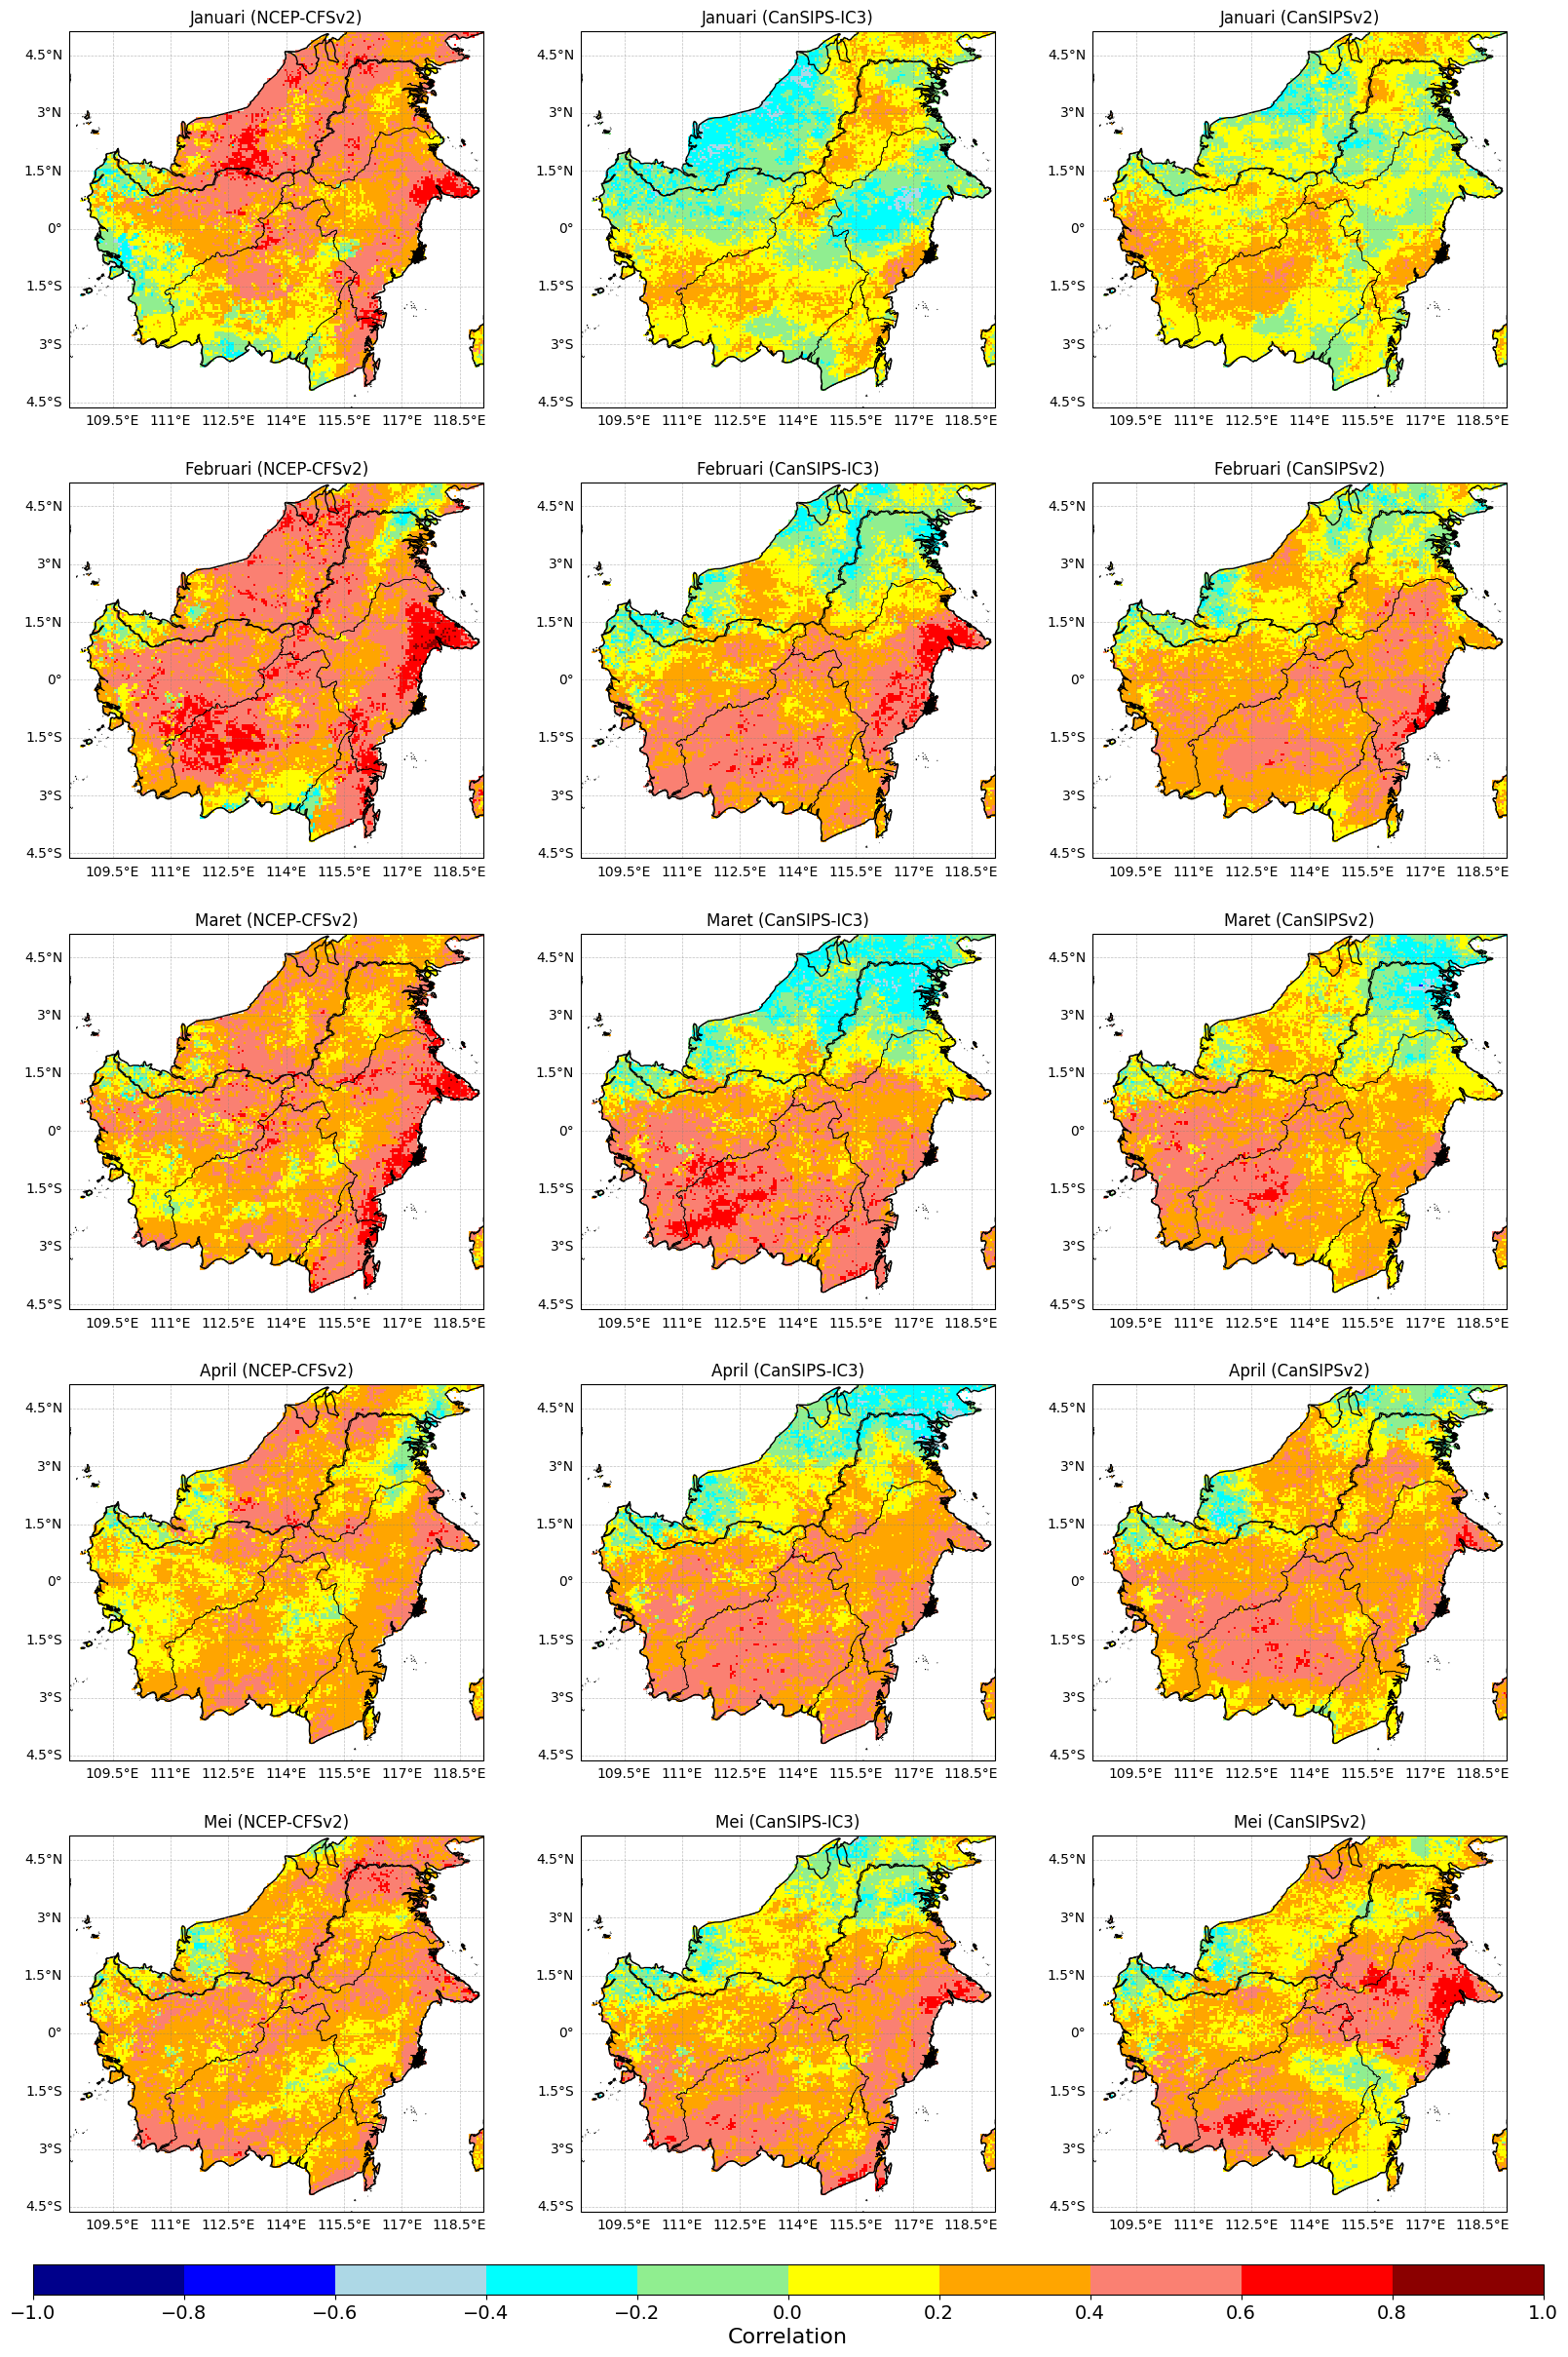 Januari (NCEP-CFSv2)
Januari (CanSIPS-IC3)
Januari (CanSIPSv2)
4.5°N 4.5°N 4.5°N
3°N 3°N 3°N
1.5°N 1.5°N 1.5°N
0° 0° 0°
1.5°S 1.5°S 1.5°S
3°S 3°S 3°S
4.5°S 4.5°S 4.5°S
109.5°E 111°E 112.5°E 114°E 115.5°E 117°E 118.5°E 109.5°E 111°E 112.5°E 114°E 115.5°E 117°E 118.5°E 109.5°E 111°E 112.5°E 114°E 115.5°E 117°E 118.5°E
Februari (NCEP-CFSv2)
Februari (CanSIPS-IC3)
Februari (CanSIPSv2)
4.5°N 4.5°N 4.5°N
3°N 3°N 3°N
1.5°N 1.5°N 1.5°N
0° 0° 0°
1.5°S 1.5°S 1.5°S
3°S 3°S 3°S
4.5°S 4.5°S 4.5°S
109.5°E 111°E 112.5°E 114°E 115.5°E 117°E 118.5°E 109.5°E 111°E 112.5°E 114°E 115.5°E 117°E 118.5°E 109.5°E 111°E 112.5°E 114°E 115.5°E 117°E 118.5°E
Maret (NCEP-CFSv2)
Maret (CanSIPS-IC3)
Maret (CanSIPSv2)
4.5°N 4.5°N 4.5°N
3°N 3°N 3°N
1.5°N 1.5°N 1.5°N
0° 0° 0°
1.5°S 1.5°S 1.5°S
3°S 3°S 3°S
4.5°S 4.5°S 4.5°S
109.5°E 111°E 112.5°E 114°E 115.5°E 117°E 118.5°E 109.5°E 111°E 112.5°E 114°E 115.5°E 117°E 118.5°E 109.5°E 111°E 112.5°E 114°E 115.5°E 117°E 118.5°E
April (NCEP-CFSv2)
April (CanSIPS-IC3)
April (CanSIPSv2)
4.5°N 4.5°N 4.5°N
3°N 3°N 3°N
1.5°N 1.5°N 1.5°N
0° 0° 0°
1.5°S 1.5°S 1.5°S
3°S 3°S 3°S
4.5°S 4.5°S 4.5°S
109.5°E 111°E 112.5°E 114°E 115.5°E 117°E 118.5°E 109.5°E 111°E 112.5°E 114°E 115.5°E 117°E 118.5°E 109.5°E 111°E 112.5°E 114°E 115.5°E 117°E 118.5°E
Mei (NCEP-CFSv2)
Mei (CanSIPS-IC3)
Mei (CanSIPSv2)
4.5°N 4.5°N 4.5°N
3°N 3°N 3°N
1.5°N 1.5°N 1.5°N
0° 0° 0°
1.5°S 1.5°S 1.5°S
3°S 3°S 3°S
4.5°S 4.5°S 4.5°S
109.5°E 111°E 112.5°E 114°E 115.5°E 117°E 118.5°E 109.5°E 111°E 112.5°E 114°E 115.5°E 117°E 118.5°E 109.5°E 111°E 112.5°E 114°E 115.5°E 117°E 118.5°E
−1.0 −0.8 −0.6 −0.4 −0.2 0.0 0.2 0.4 0.6 0.8 1.0
Correlation